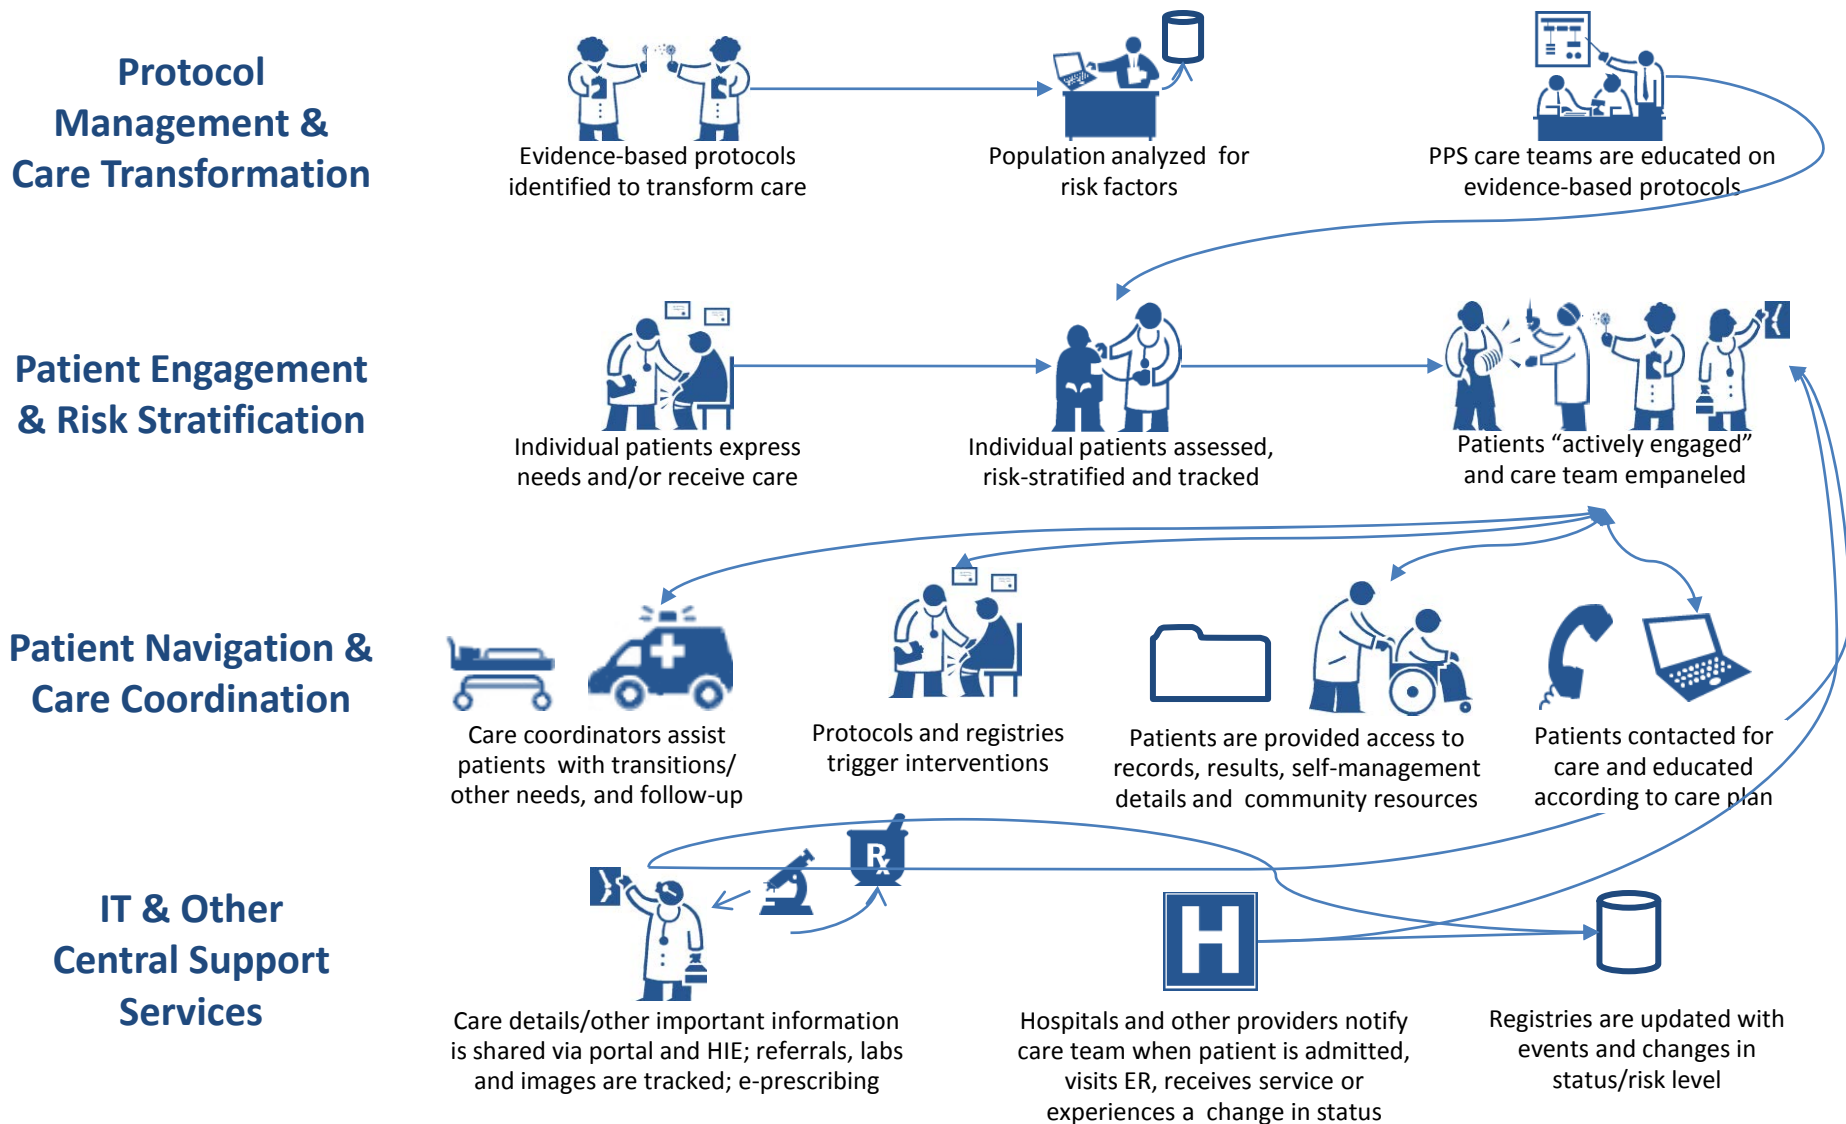 Protocol
Management &
Care Transformation
Evidence-based protocols
identified to transform care
Population analyzed for
risk factors
PPS care teams are educated on
evidence-based protocols
Patient Engagement
& Risk Stratification
Individual patients express
needs and/or receive care
Individual patients assessed,
risk-stratified and tracked
Patients “actively engaged”
and care team empaneled
Patient Navigation &
Care Coordination
Care coordinators assist
patients with transitions/
other needs, and follow-up
Protocols and registries
trigger interventions
Patients are provided access to
records, results, self-management
details and community resources
Patients contacted for
care and educated
according to care plan
IT & Other
Central Support
Services
Rx
H
Care details/other important information
is shared via portal and HIE; referrals, labs
and images are tracked; e-prescribing
Hospitals and other providers notify
care team when patient is admitted,
visits ER, receives service or
experiences a change in status
Registries are updated with
events and changes in
status/risk level